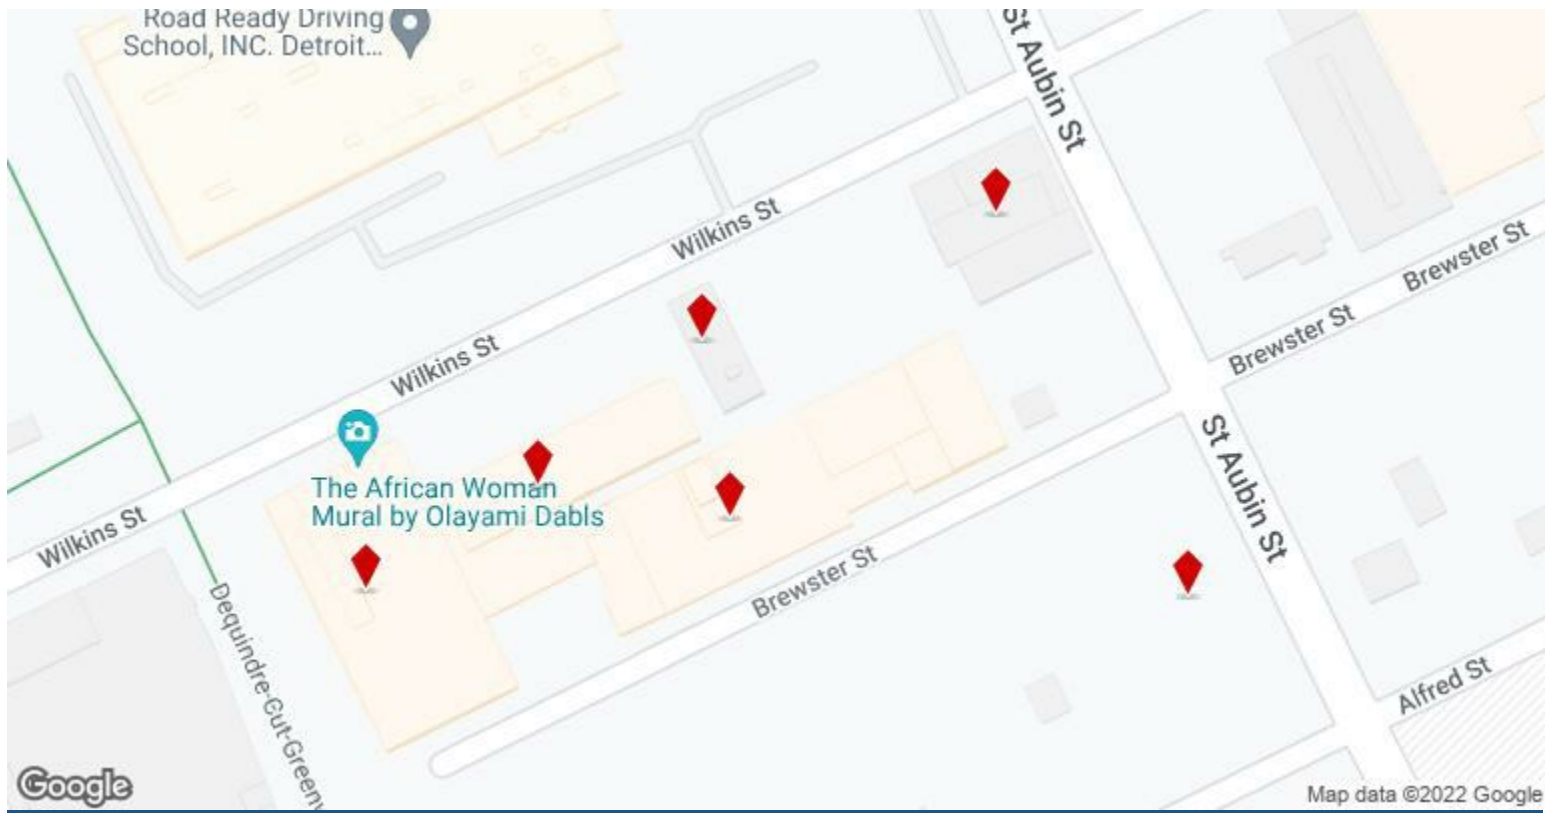 Road Ready Driving
School, INC. Detroit...
St Aubin St
Wilkins St
Brewster St
Brewster St
Wilkins St
The African Woman
Mural by Olayami Dabls
St Aubin St
Wilkins St
Brewster St
Dequindre-Cut-Greenw
Alfred St
Google
Map data ©2022 Google